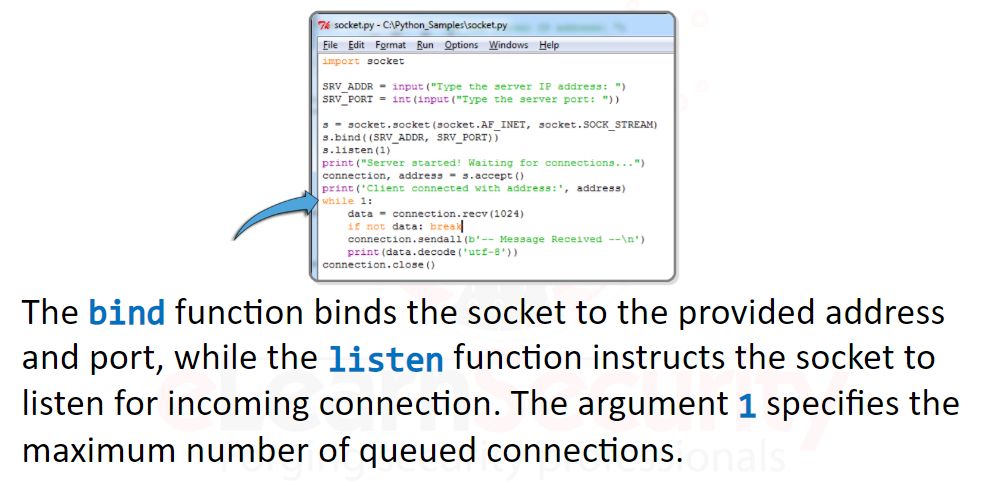 socket.py - C:\Python_Samples\socket.py
File Edit Format Run Options Windows Help
import socket
SRV_ADDR = input("Type the server IP address: ")
SRV_PORT = int(input("Type the server port: "))
s = socket.socket(socket.AF_INET, socket.SOCK_STREAM)
s.bind((SRV_ADDR, SRV_PORT))
s.listen(1)
print("Server started! Waiting for connections...")
connection, address = s.accept()
print('Client connected with address:', address)
while 1:
    data = connection.recv(1024)
    if not data: break
    connection.sendall(b'-- Message Received --\n')
    print(data.decode('utf-8'))
connection.close()
The bind function binds the socket to the provided address
and port, while the listen function instructs the socket to
listen for incoming connection. The argument 1 specifies the
maximum number of queued connections.
eLearnSecurity
Forging security professionals